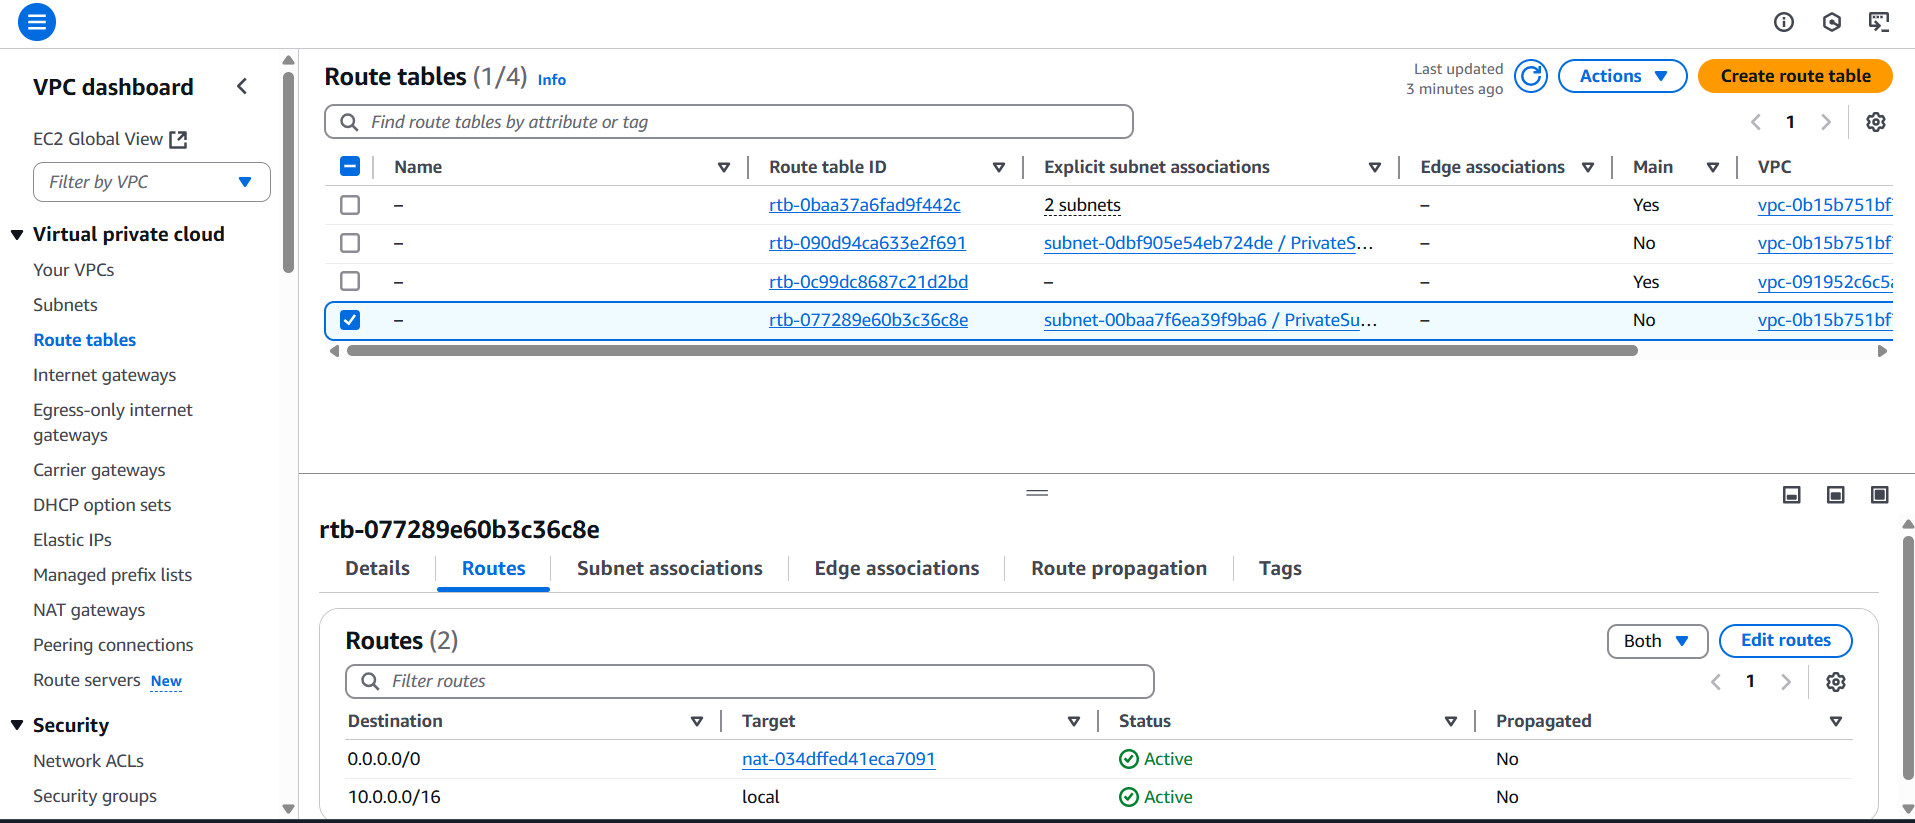 VPC dashboard
EC2 Global View
Filter by VPC
Virtual private cloud
Your VPCs
Subnets
Route tables
Internet gateways
Egress-only internet
gateways
Carrier gateways
DHCP option sets
Elastic IPs
Managed prefix lists
NAT gateways
Peering connections
Route servers New
Security
Network ACLs
Security groups
Route tables (1/4) Info
Last updated
3 minutes ago
Actions
Create route table
Find route tables by attribute or tag
1
Name Route table ID Explicit subnet associations Edge associations Main VPC
– rtb-0baa37a6fad9f442c 2 subnets – Yes vpc-0b15b751bf
– rtb-090d94ca633e2f691 subnet-0dbf905e54eb724de / PrivateS... – No vpc-0b15b751bf
– rtb-0c99dc8687c21d2bd – – Yes vpc-091952c6c5a
– rtb-077289e60b3c36c8e subnet-00baa7f6ea39f9ba6 / PrivateSu... – No vpc-0b15b751bf
rtb-077289e60b3c36c8e
Details Routes Subnet associations Edge associations Route propagation Tags
Routes (2)
Both
Edit routes
Filter routes
1
Destination Target Status Propagated
0.0.0.0/0 nat-034dffed41eca7091 Active No
10.0.0.0/16 local Active No